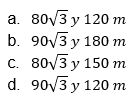 a. 80√3 y 120 m
b. 90√3 y 180 m
c. 80√3 y 150 m
d. 90√3 y 120 m